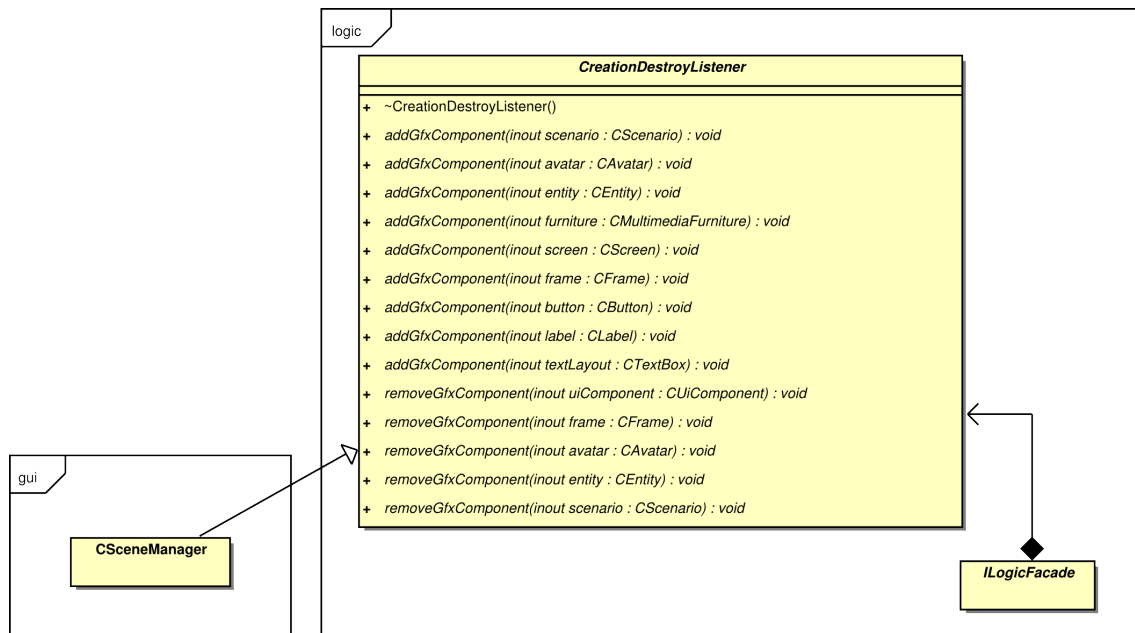 logic
CreationDestroyListener
+ ~CreationDestroyListener()
+ addGfxComponent(inout scenario : CScenario) : void
+ addGfxComponent(inout avatar : CAvatar) : void
+ addGfxComponent(inout entity : CEntity) : void
+ addGfxComponent(inout furniture : CMultimediaFurniture) : void
+ addGfxComponent(inout screen : CScreen) : void
+ addGfxComponent(inout frame : CFrame) : void
+ addGfxComponent(inout button : CButton) : void
+ addGfxComponent(inout label : CLabel) : void
+ addGfxComponent(inout textLayout : CTextBox) : void
+ removeGfxComponent(inout uiComponent : CUiComponent) : void
+ removeGfxComponent(inout frame : CFrame) : void
+ removeGfxComponent(inout avatar : CAvatar) : void
+ removeGfxComponent(inout entity : CEntity) : void
+ removeGfxComponent(inout scenario : CScenario) : void
gui
CSceneManager
ILogicFacade